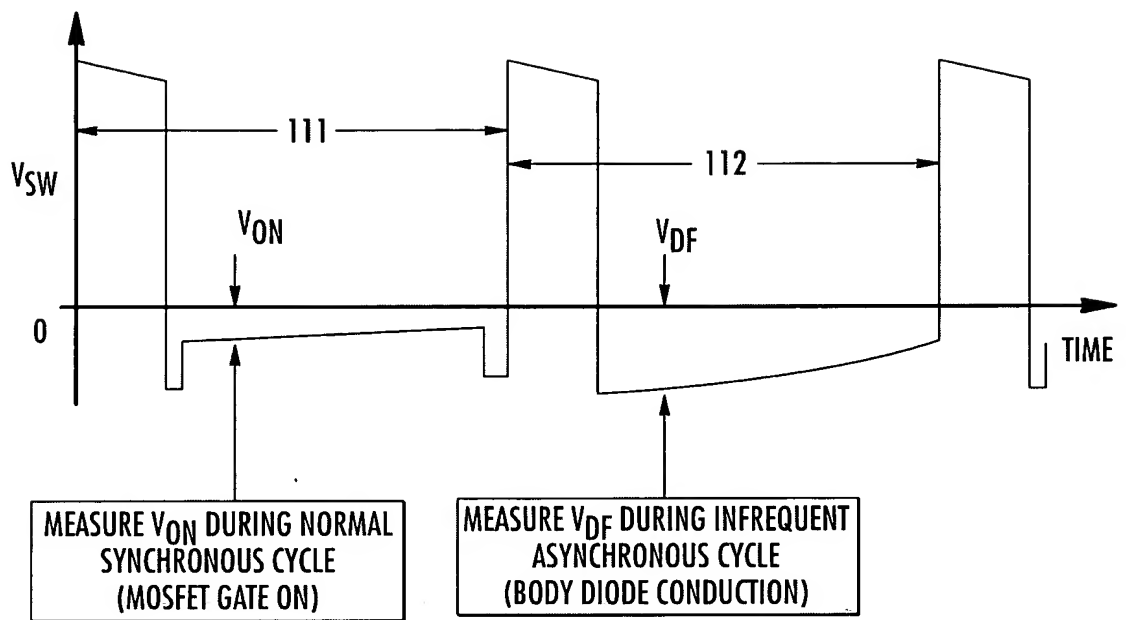 111
112
VSW
VON
VDF
0
TIME
MEASURE VON DURING NORMAL
SYNCHRONOUS CYCLE
(MOSFET GATE ON)
MEASURE VDF DURING INFREQUENT
ASYNCHRONOUS CYCLE
(BODY DIODE CONDUCTION)